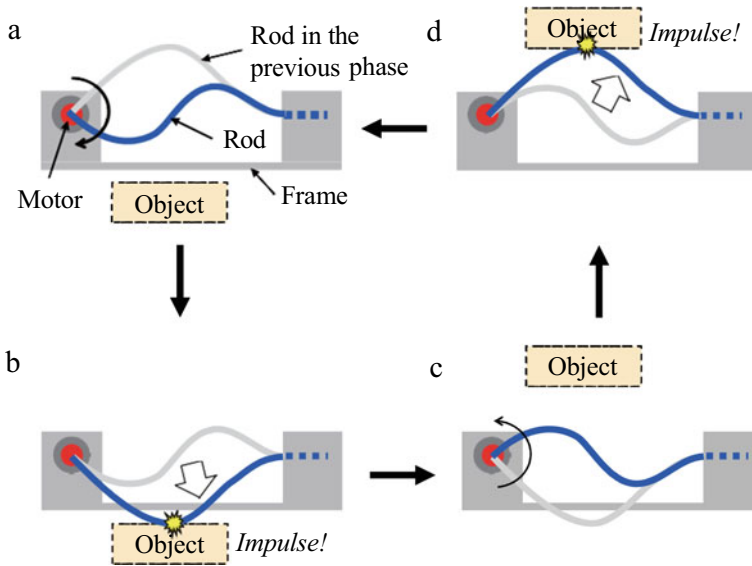 a
Rod in the
previous phase
Rod
Motor
Object
Frame
d
Object
Impulse!
b
Object
Impulse!
c
Object